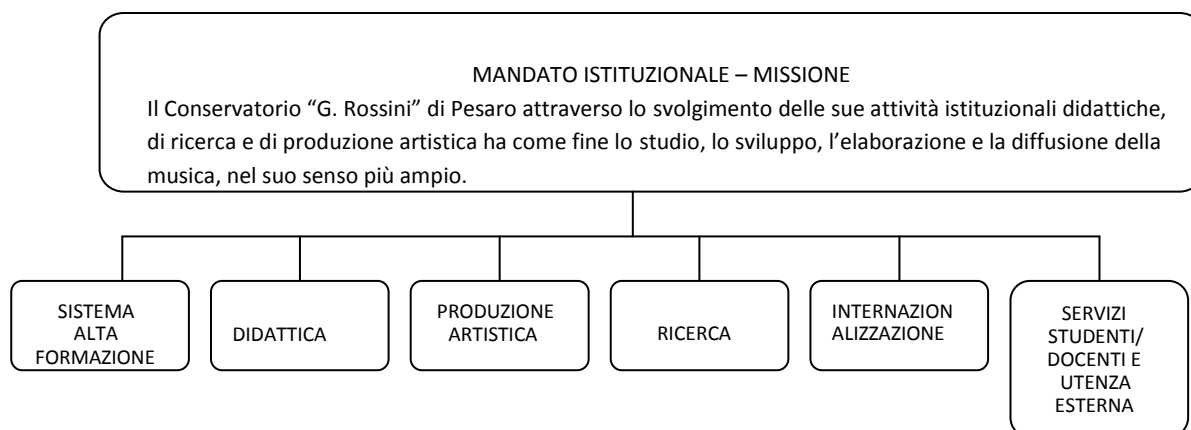 MANDATO ISTITUZIONALE – MISSIONE
Il Conservatorio “G. Rossini” di Pesaro attraverso lo svolgimento delle sue attività istituzionali didattiche,
di ricerca e di produzione artistica ha come fine lo studio, lo sviluppo, l’elaborazione e la diffusione della
musica, nel suo senso più ampio.
SISTEMA
ALTA
FORMAZIONE
DIDATTICA
PRODUZIONE
ARTISTICA
RICERCA
INTERNAZION
ALIZZAZIONE
SERVIZI
STUDENTI/
DOCENTI E
UTENZA
ESTERNA